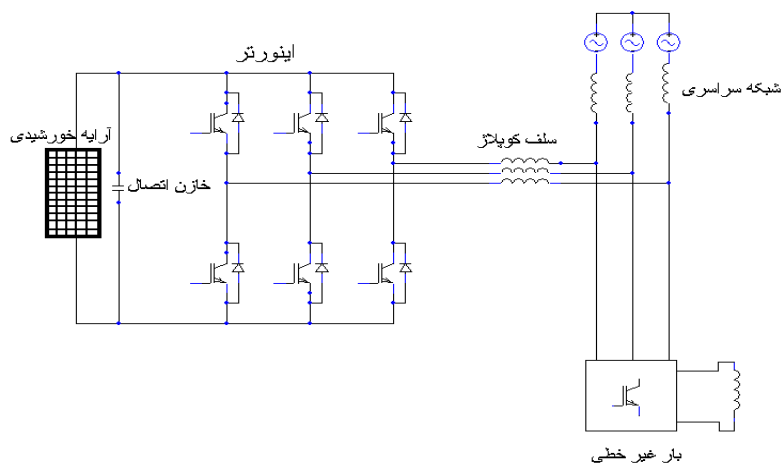 اینورتر
شبکه سراسری
آرایه خورشیدی
سلف کوپلاژ
خازن اتصال
بار غیر خطی